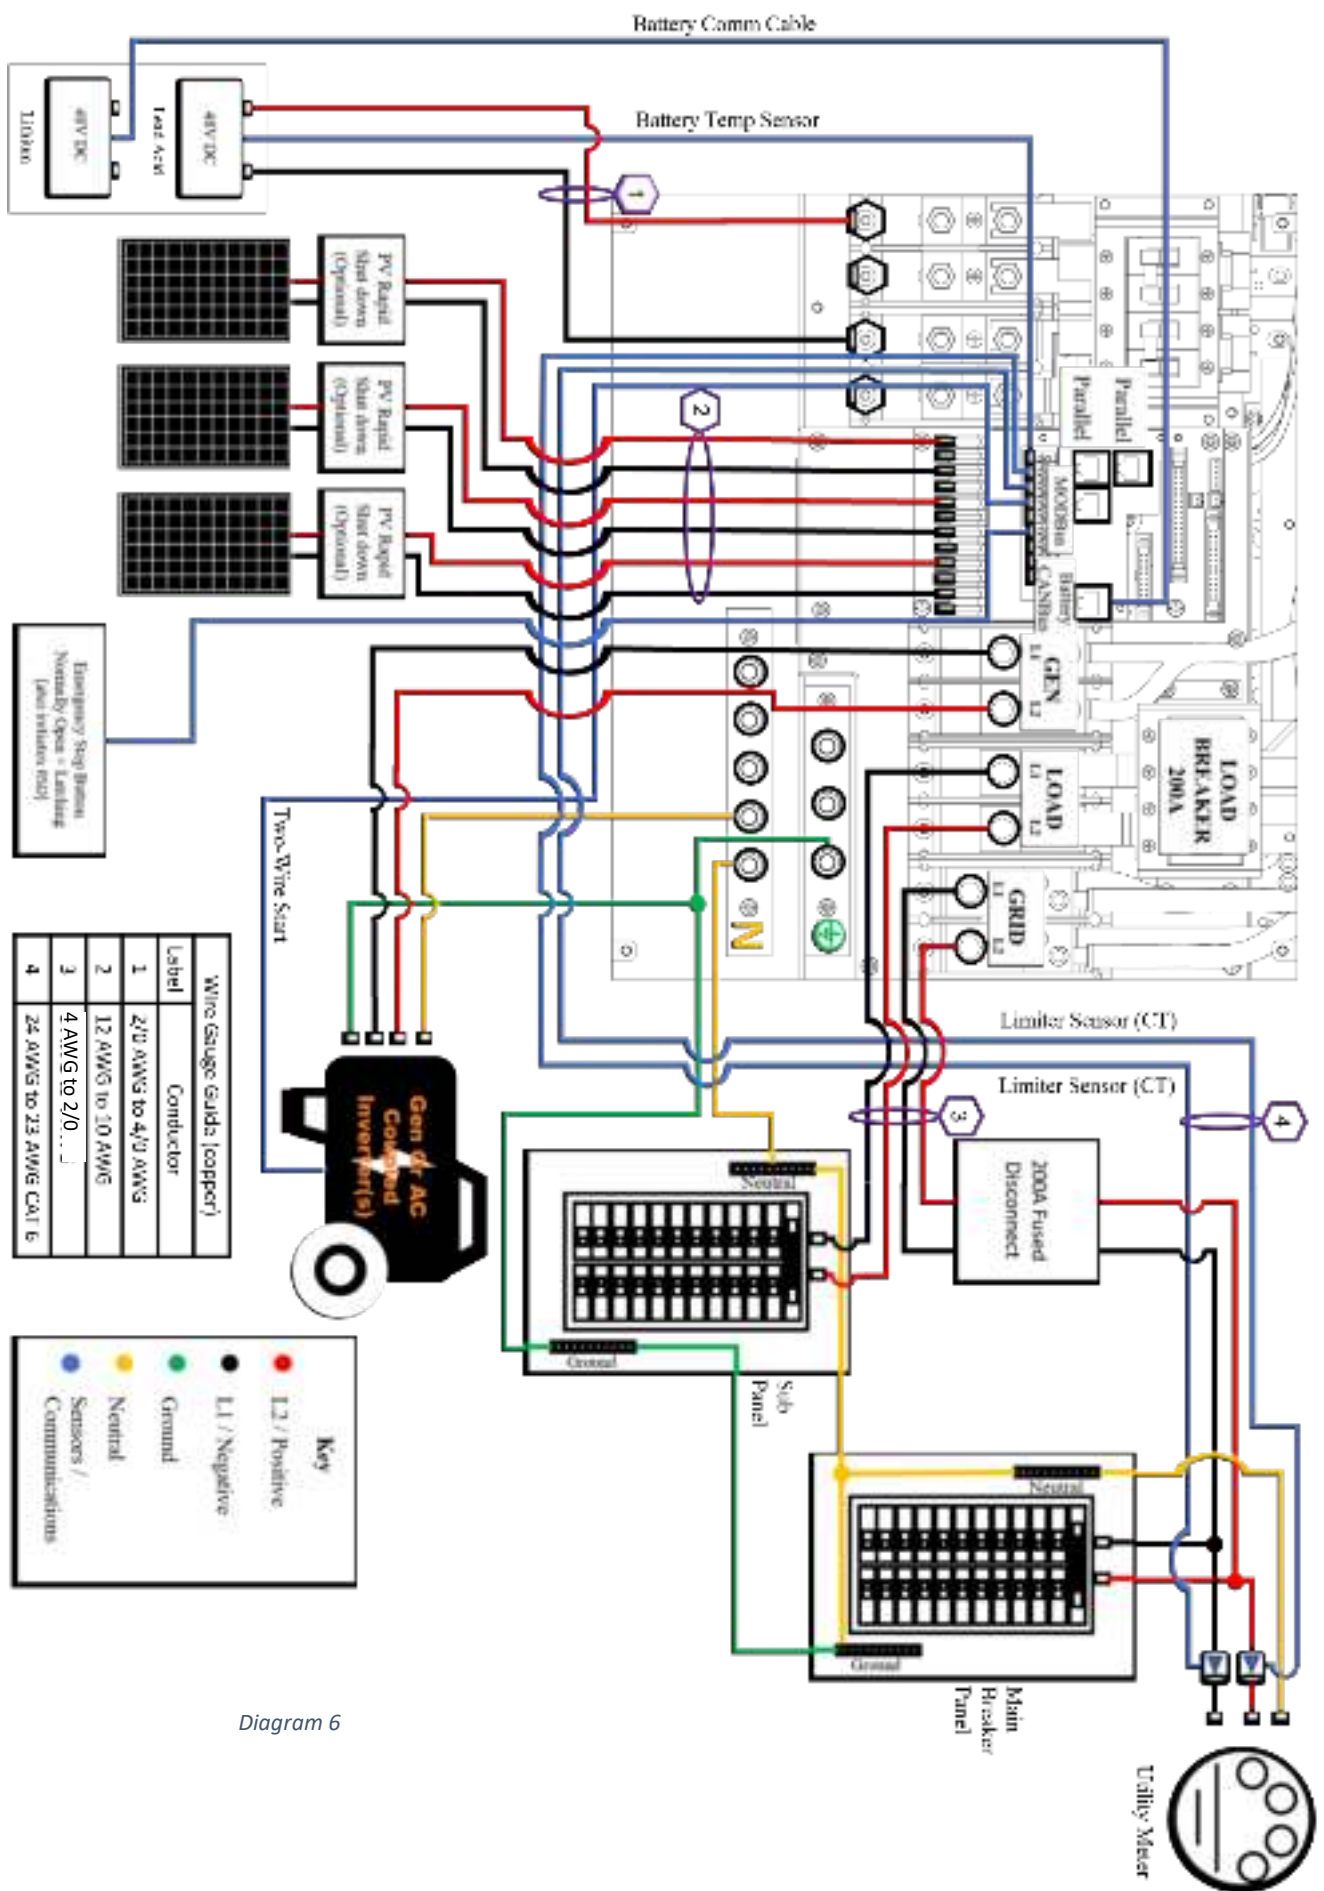 Battery Comm Cable
Battery Temp Sensor
48V DC
Lithium
48V DC
Lead Acid
1
PV Rapid
Shut down
(Optional)
PV Rapid
Shut down
(Optional)
PV Rapid
Shut down
(Optional)
2
Parallel
Parallel
MODBus
Battery
CANBus
GEN
L1
L2
LOAD
L1
L2
GRID
L1
L2
LOAD
BREAKER
200A
N
Emergency Stop Button
Normally Open - Latching
(also initiates RSD)
Two-Wire Start
Gen Or AC
Coupled
Inverter(s)
Limiter Sensor (CT)
Limiter Sensor (CT)
3
4
200A Fused
Disconnect
Neutral
Ground
Sub
Panel
Neutral
Ground
Main
Breaker
Panel
Utility Meter
Wire Gauge Guide (copper)
Label Conductor
1 2/0 AWG to 4/0 AWG
2 12 AWG to 10 AWG
3 4 AWG to 2/0
4 24 AWG to 23 AWG CAT 6
Key
L2 / Positive
L1 / Negative
Ground
Neutral
Sensors /
Communications
Diagram 6